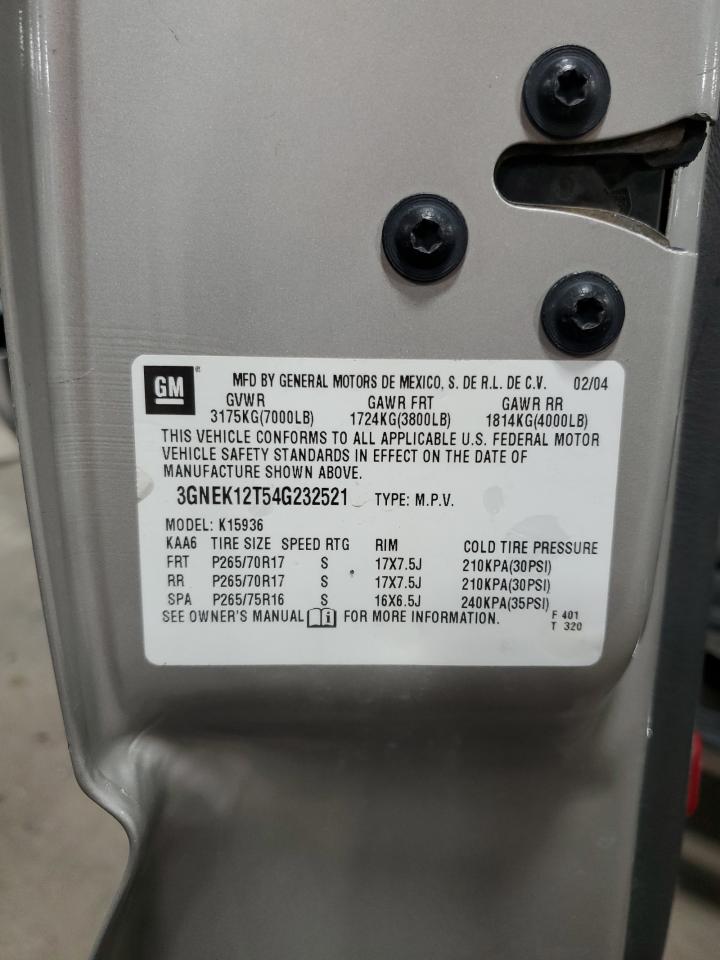 GM ® MFD BY GENERAL MOTORS DE MEXICO, S. DE R.L. DE C.V. 02/04
GVWR GAWR FRT GAWR RR
3175KG(7000LB) 1724KG(3800LB) 1814KG(4000LB)
THIS VEHICLE CONFORMS TO ALL APPLICABLE U.S. FEDERAL MOTOR
VEHICLE SAFETY STANDARDS IN EFFECT ON THE DATE OF
MANUFACTURE SHOWN ABOVE.
3GNEK12T54G232521 TYPE: M.P.V.
MODEL: K15936
KAA6 TIRE SIZE SPEED RTG RIM COLD TIRE PRESSURE
FRT P265/70R17 S 17X7.5J 210KPA(30PSI)
RR P265/70R17 S 17X7.5J 210KPA(30PSI)
SPA P265/75R16 S 16X6.5J 240KPA(35PSI)
SEE OWNER'S MANUAL i FOR MORE INFORMATION. F 401
T 320